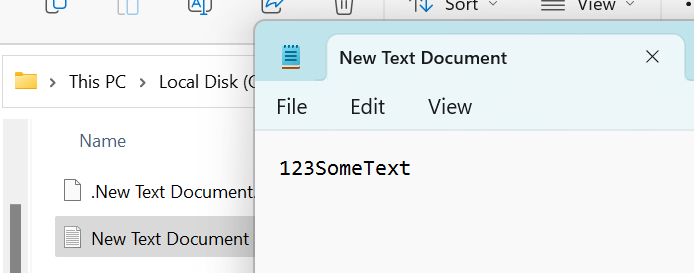 Sort
View
New Text Document
This PC
Local Disk (
File
Edit
View
Name
123SomeText
.New Text Document.
New Text Document